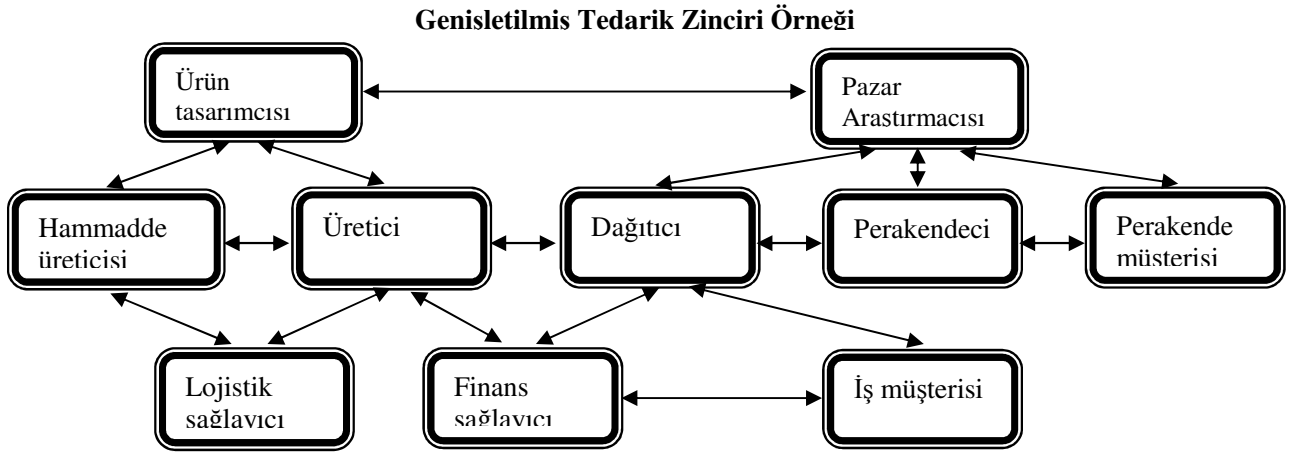 Genisletilmis Tedarik Zinciri Örneği
Ürün
tasarımcısı
Pazar
Arastırmacısı
Hammadde
üreticisi
Üretici
Dağıtıcı
Perakendeci
Perakende
müsterisi
Lojistik
sağlayıcı
Finans
sağlayıcı
İş müşterisi